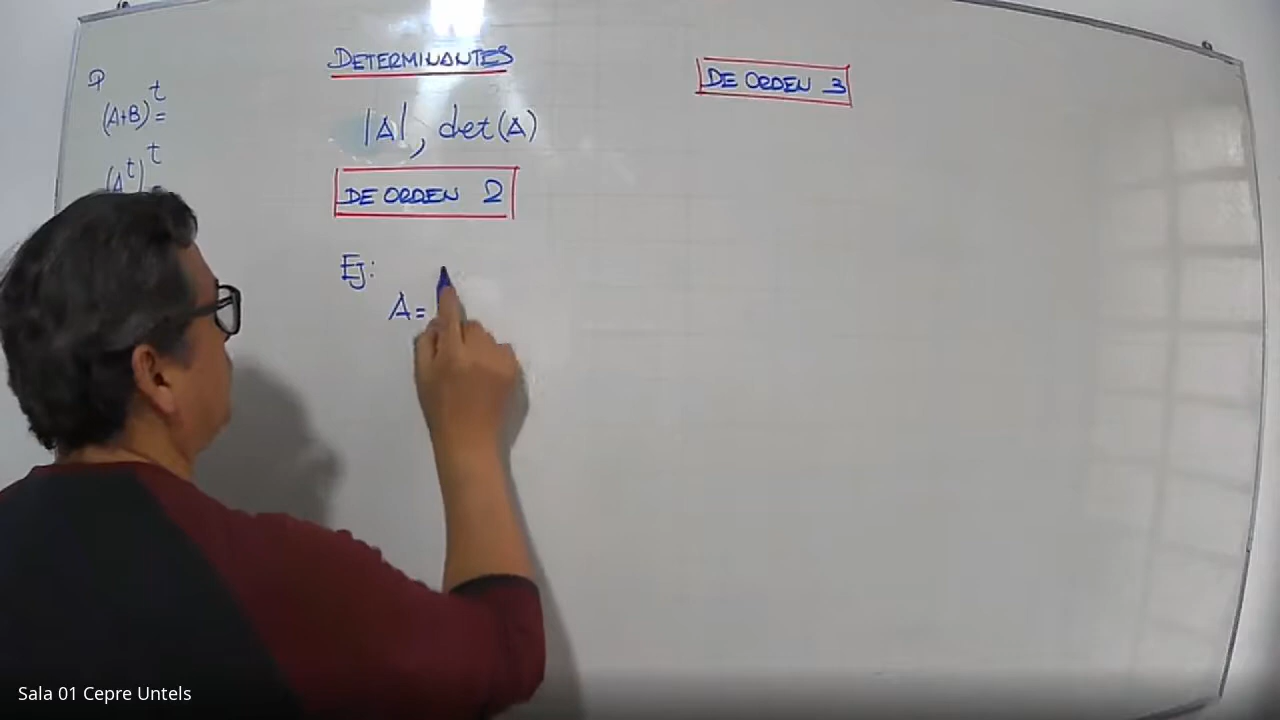 P
(A+B)ᵗ=
(Aᵗ)ᵗ=
DETERMINANTES
|A|, det(A)
DE ORDEN 2
Ej:
A=
DE ORDEN 3
Sala 01 Cepre Untels